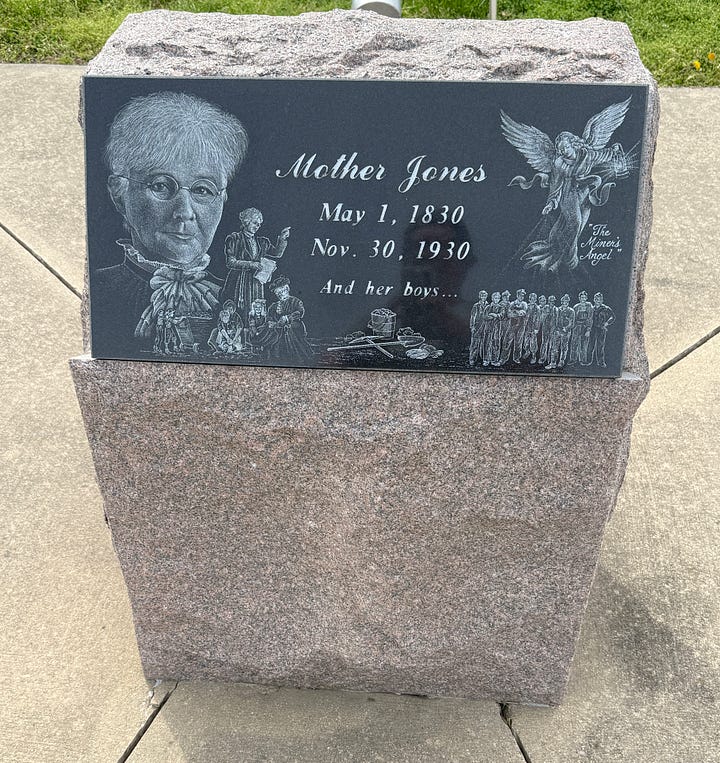 Mother Jones
May 1, 1830
Nov. 30, 1930
And her boys...
"The
Miner's
Angel"